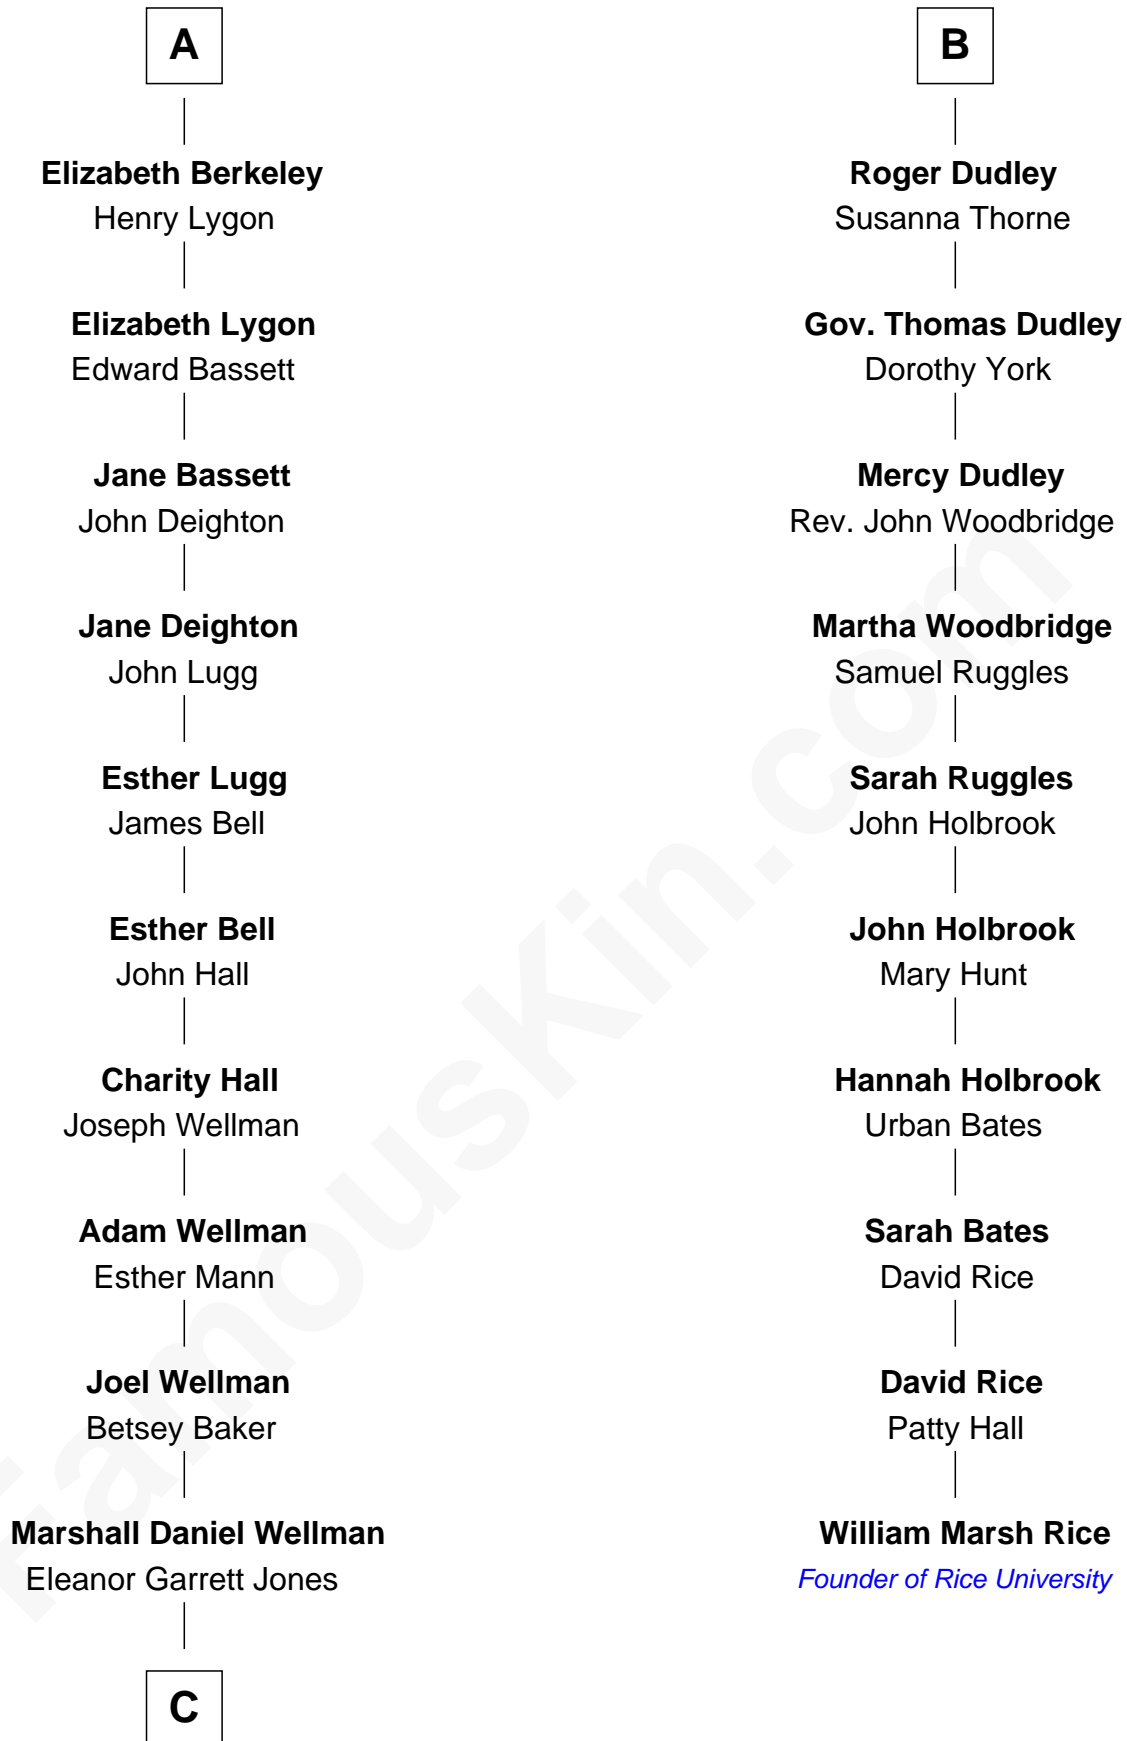 A
Elizabeth Berkeley
Henry Lygon
Elizabeth Lygon
Edward Bassett
Jane Bassett
John Deighton
Jane Deighton
John Lugg
Esther Lugg
James Bell
Esther Bell
John Hall
Charity Hall
Joseph Wellman
Adam Wellman
Esther Mann
Joel Wellman
Betsey Baker
Marshall Daniel Wellman
Eleanor Garrett Jones
C
B
Roger Dudley
Susanna Thorne
Gov. Thomas Dudley
Dorothy York
Mercy Dudley
Rev. John Woodbridge
Martha Woodbridge
Samuel Ruggles
Sarah Ruggles
John Holbrook
John Holbrook
Mary Hunt
Hannah Holbrook
Urban Bates
Sarah Bates
David Rice
David Rice
Patty Hall
William Marsh Rice
Founder of Rice University
FamousKin.com